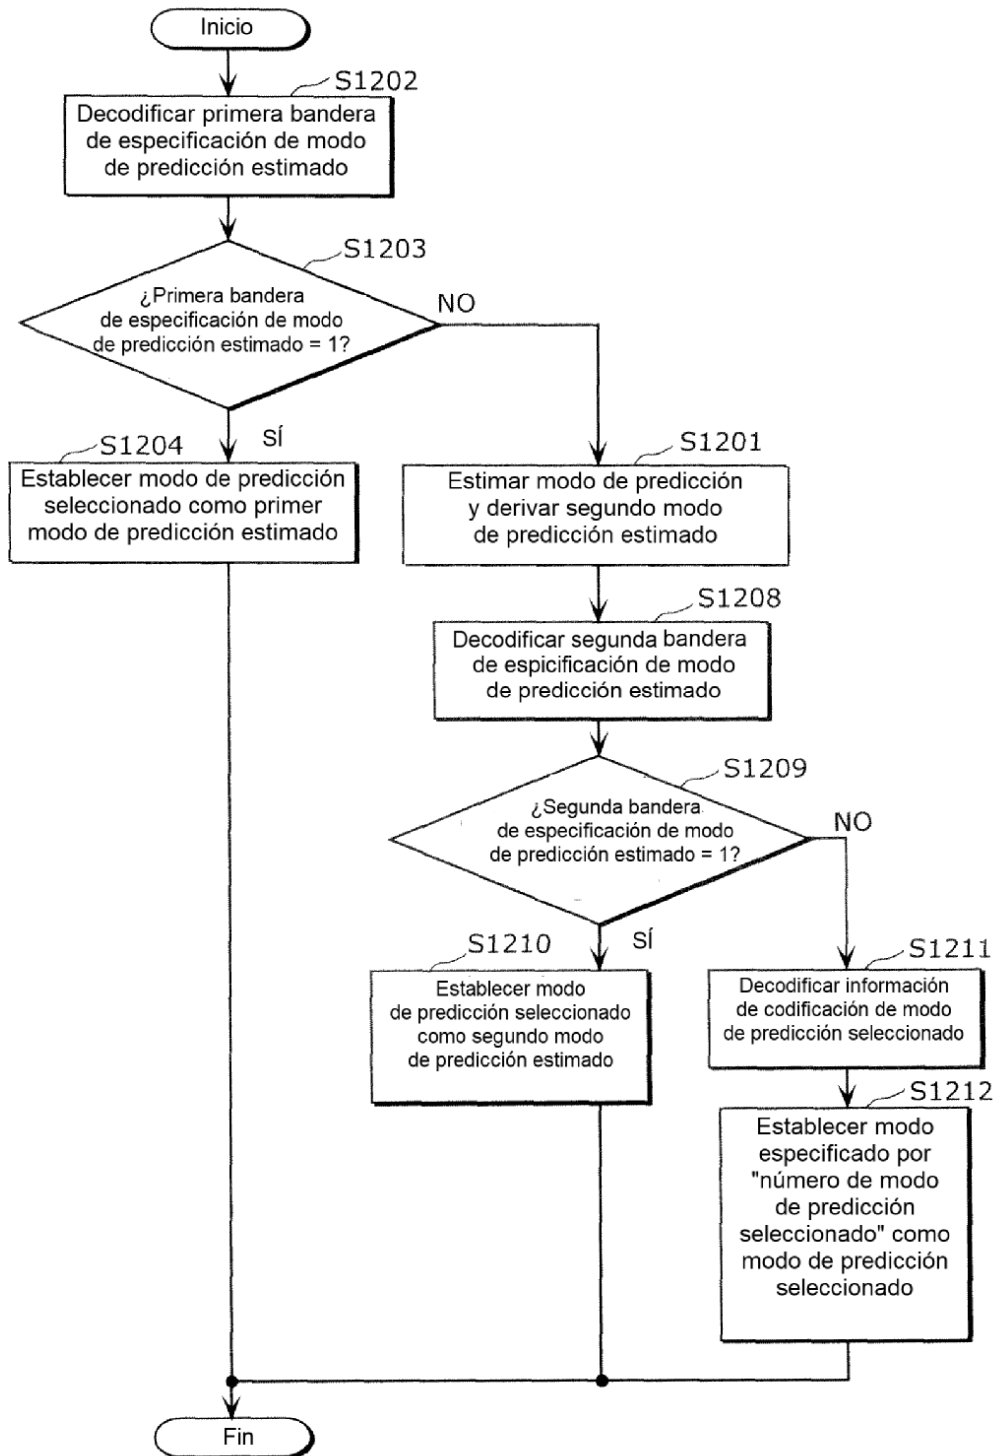 Inicio
S1202
Decodificar primera bandera
de especificación de modo
de predicción estimado
S1203
¿Primera bandera
de especificación de modo
de predicción estimado = 1?
NO
SÍ
S1204
Establecer modo de predicción
seleccionado como primer
modo de predicción estimado
S1201
Estimar modo de predicción
y derivar segundo modo
de predicción estimado
S1208
Decodificar segunda bandera
de espicificación de modo
de predicción estimado
S1209
¿Segunda bandera
de especificación de modo
de predicción estimado = 1?
NO
SÍ
S1210
Establecer modo
de predicción seleccionado
como segundo modo
de predicción estimado
S1211
Decodificar información
de codificación de modo
de predicción seleccionado
S1212
Establecer modo
especificado por
"número de modo
de predicción
seleccionado" como
modo de predicción
seleccionado
Fin